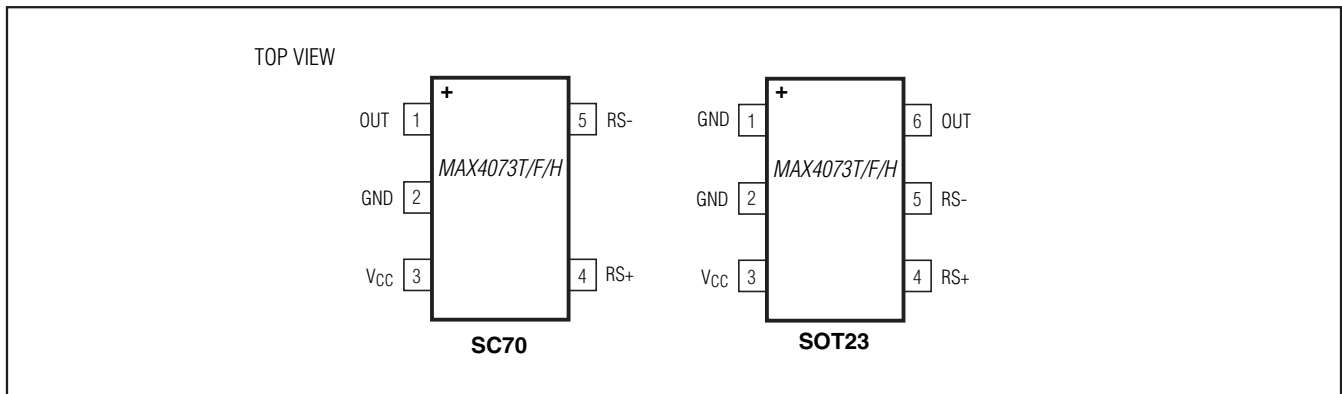 TOP VIEW
+
OUT 1
5 RS-
MAX4073T/F/H
GND 2
VCC 3
4 RS+
SC70
+
GND 1
6 OUT
MAX4073T/F/H
GND 2
5 RS-
VCC 3
4 RS+
SOT23